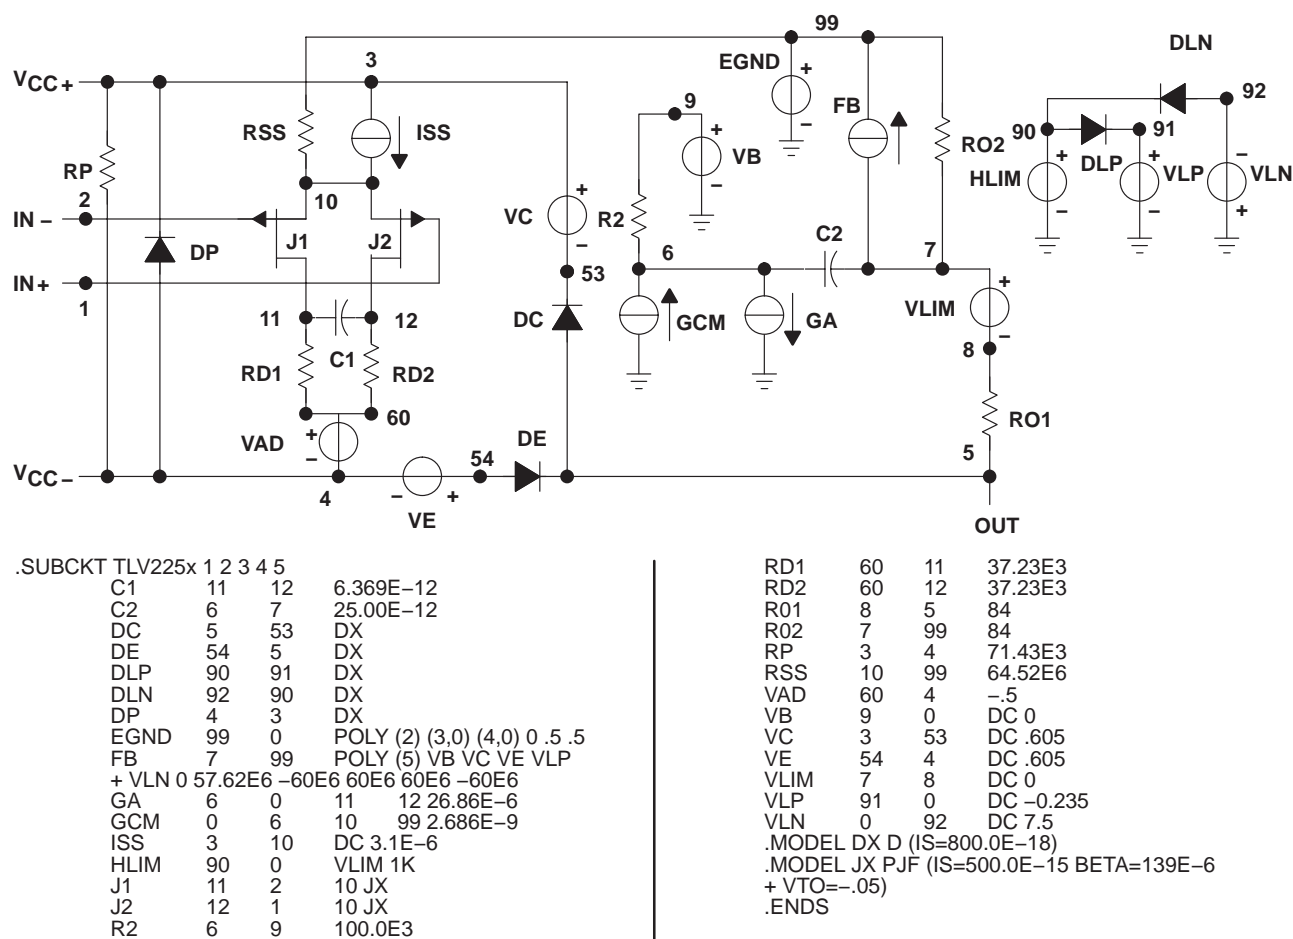 99
DLN
3
VCC+
EGND
+
−
FB
9
92
RSS
ISS
+
VB
−
90
91
RO2
DLP
RP
2
10
+
HLIM
−
+
VLP
−
−
VLN
+
IN −
J1
J2
VC
+
−
R2
C2
DP
6
7
IN+
1
53
+
VLIM
−
11
12
DC
GCM
GA
8
C1
RD1
RD2
60
RO1
VAD
+
−
DE
54
5
VCC−
4
−
+
VE
OUT
.SUBCKT TLV225x 1 2 3 4 5
C1 11 12 6.369E−12
C2 6 7 25.00E−12
DC 5 53 DX
DE 54 5 DX
DLP 90 91 DX
DLN 92 90 DX
DP 4 3 DX
EGND 99 0 POLY (2) (3,0) (4,0) 0 .5 .5
FB 7 99 POLY (5) VB VC VE VLP
+ VLN 0 57.62E6 −60E6 60E6 60E6 −60E6
GA 6 0 11 12 26.86E−6
GCM 0 6 10 99 2.686E−9
ISS 3 10 DC 3.1E−6
HLIM 90 0 VLIM 1K
J1 11 2 10 JX
J2 12 1 10 JX
R2 6 9 100.0E3
RD1 60 11 37.23E3
RD2 60 12 37.23E3
R01 8 5 84
R02 7 99 84
RP 3 4 71.43E3
RSS 10 99 64.52E6
VAD 60 4 −.5
VB 9 0 DC 0
VC 3 53 DC .605
VE 54 4 DC .605
VLIM 7 8 DC 0
VLP 91 0 DC −0.235
VLN 0 92 DC 7.5
.MODEL DX D (IS=800.0E−18)
.MODEL JX PJF (IS=500.0E−15 BETA=139E−6
+ VTO=−.05)
.ENDS